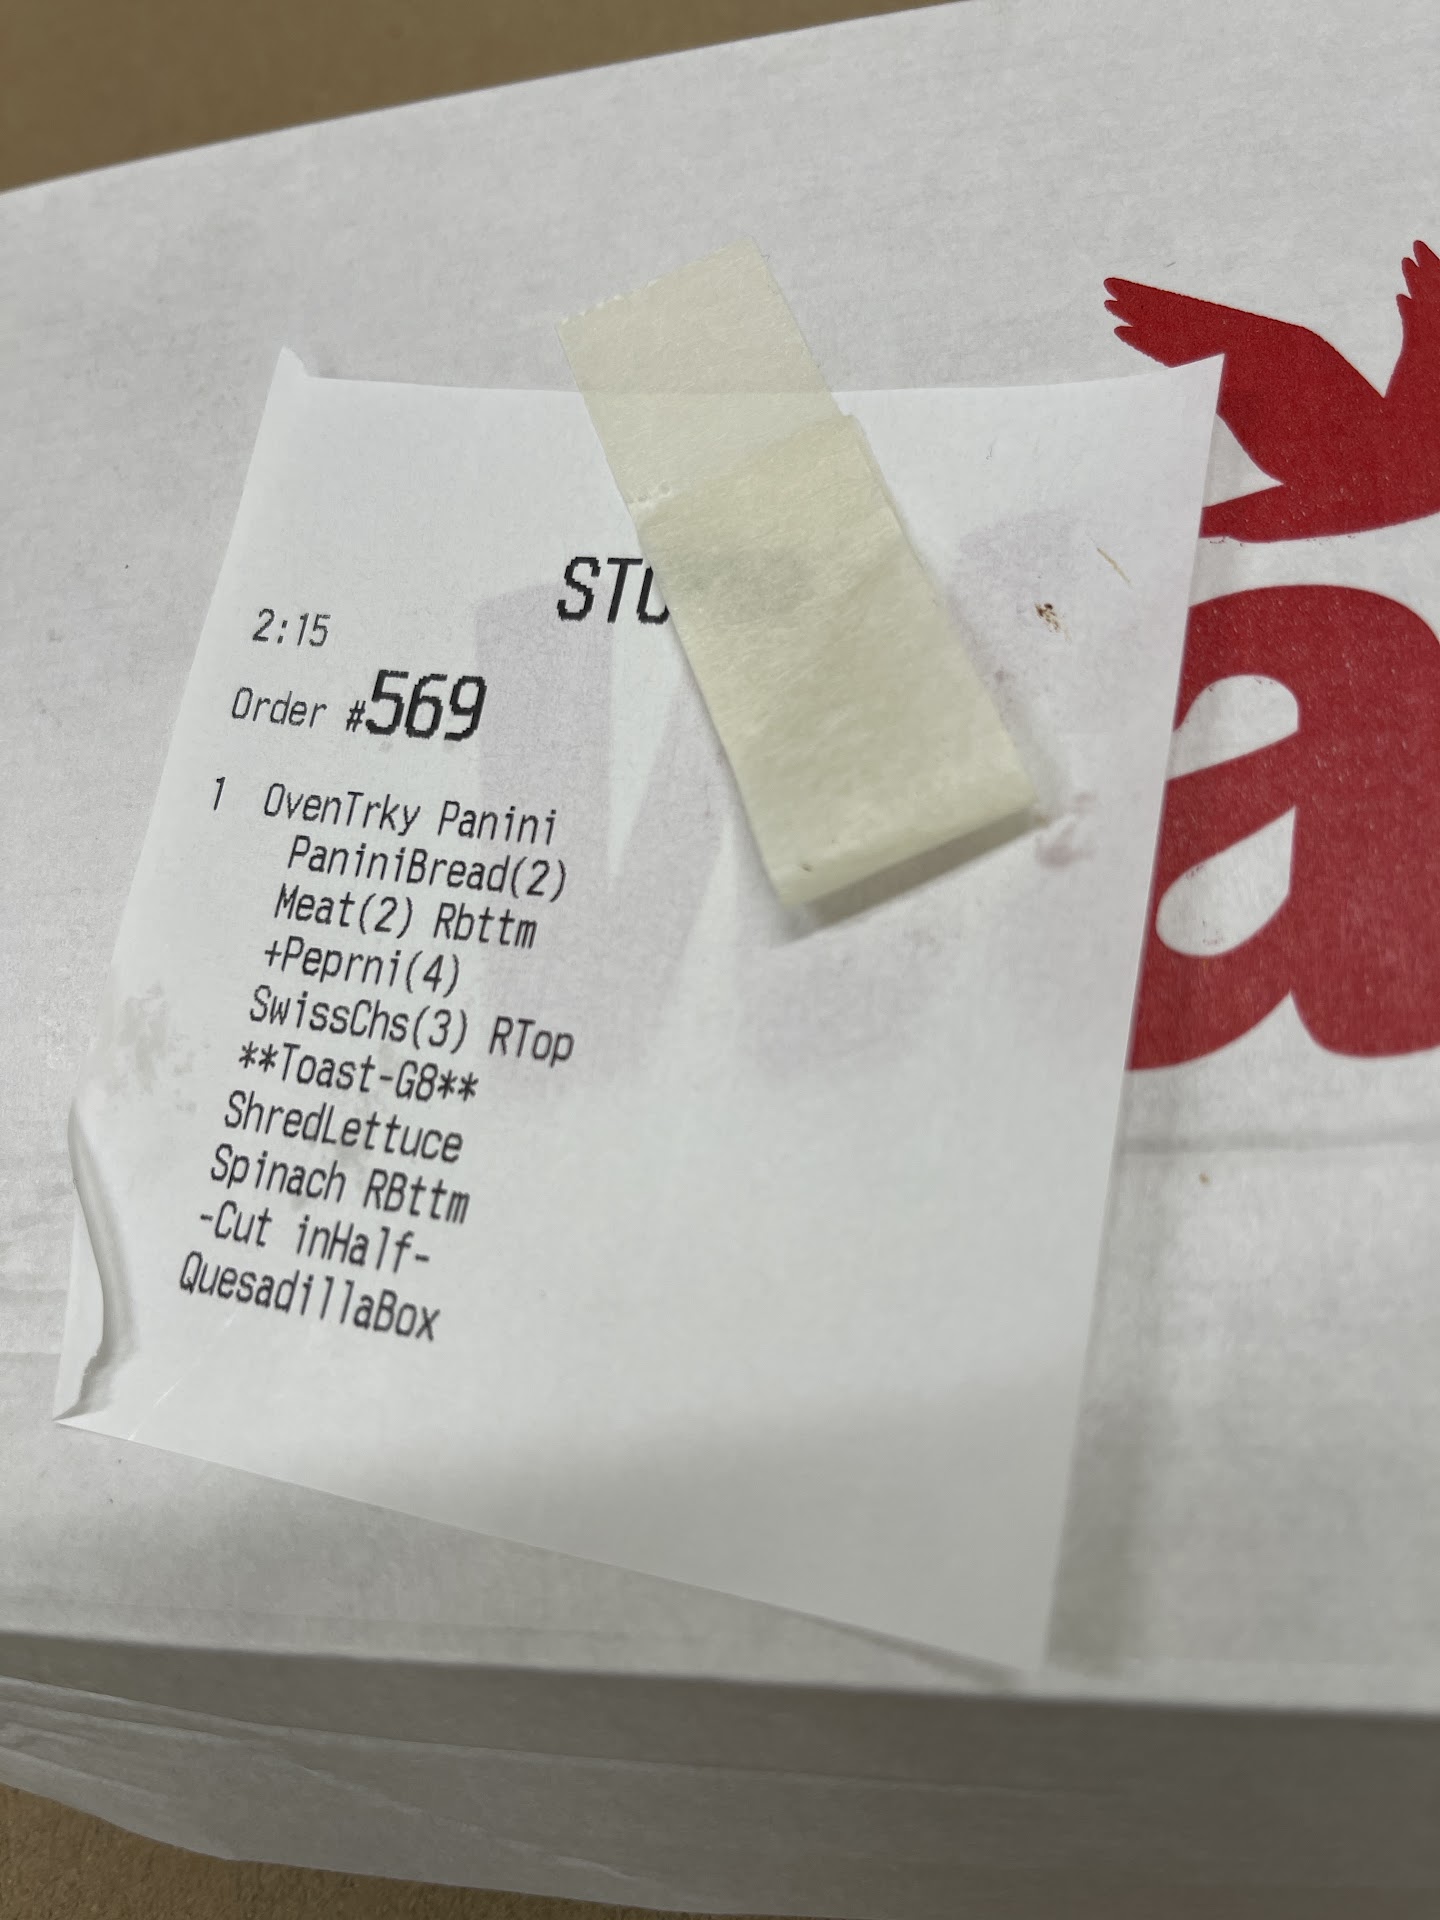 2:15
Order #569
1 OvenTrky Panini
PaniniBread(2)
Meat(2) Rbttm
+Peprni(4)
SwissChs(3) RTop
**Toast-G8**
ShredLettuce
Spinach RBttm
-Cut inHalf-
QuesadillaBox
a